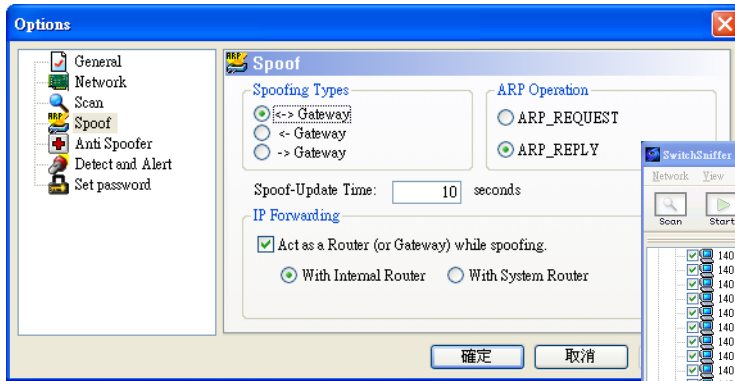 Options
General
Network
Scan
ARP
Spoof
Anti Spoofer
Detect and Alert
Set password
ARP
Spoof
Spoofing Types
<-> Gateway
<- Gateway
-> Gateway
ARP Operation
ARP_REQUEST
ARP_REPLY
Spoof-Update Time: 10 seconds
IP Forwarding
Act as a Router (or Gateway) while spoofing.
With Internal Router
With System Router
確定
取消
SwitchSniffer
Network View
Scan Start
140
140
140
140
140
140
140
140
140